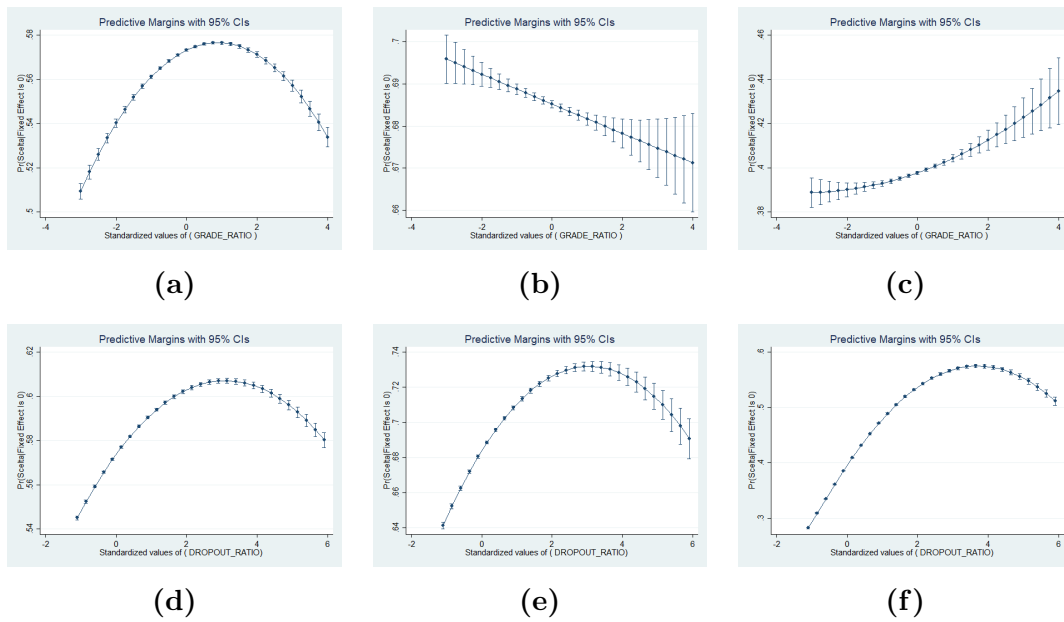 Predictive Margins with 95% CIs
Pr(Scelta|Fixed Effect Is 0)
.58
.56
.54
.52
.5
-4 -2 0 2 4
Standardized values of ( GRADE_RATIO )
(a)
Predictive Margins with 95% CIs
Pr(Scelta|Fixed Effect Is 0)
.7
.69
.68
.67
.66
-4 -2 0 2 4
Standardized values of ( GRADE_RATIO )
(b)
Predictive Margins with 95% CIs
Pr(Scelta|Fixed Effect Is 0)
.46
.44
.42
.4
.38
-4 -2 0 2 4
Standardized values of ( GRADE_RATIO )
(c)
Predictive Margins with 95% CIs
Pr(Scelta|Fixed Effect Is 0)
.62
.6
.58
.56
.54
-2 0 2 4 6
Standardized values of ( DROPOUT_RATIO)
(d)
Predictive Margins with 95% CIs
Pr(Scelta|Fixed Effect Is 0)
.74
.72
.7
.68
.66
.64
-2 0 2 4 6
Standardized values of ( DROPOUT_RATIO)
(e)
Predictive Margins with 95% CIs
Pr(Scelta|Fixed Effect Is 0)
.6
.5
.4
.3
-2 0 2 4 6
Standardized values of ( DROPOUT_RATIO)
(f)